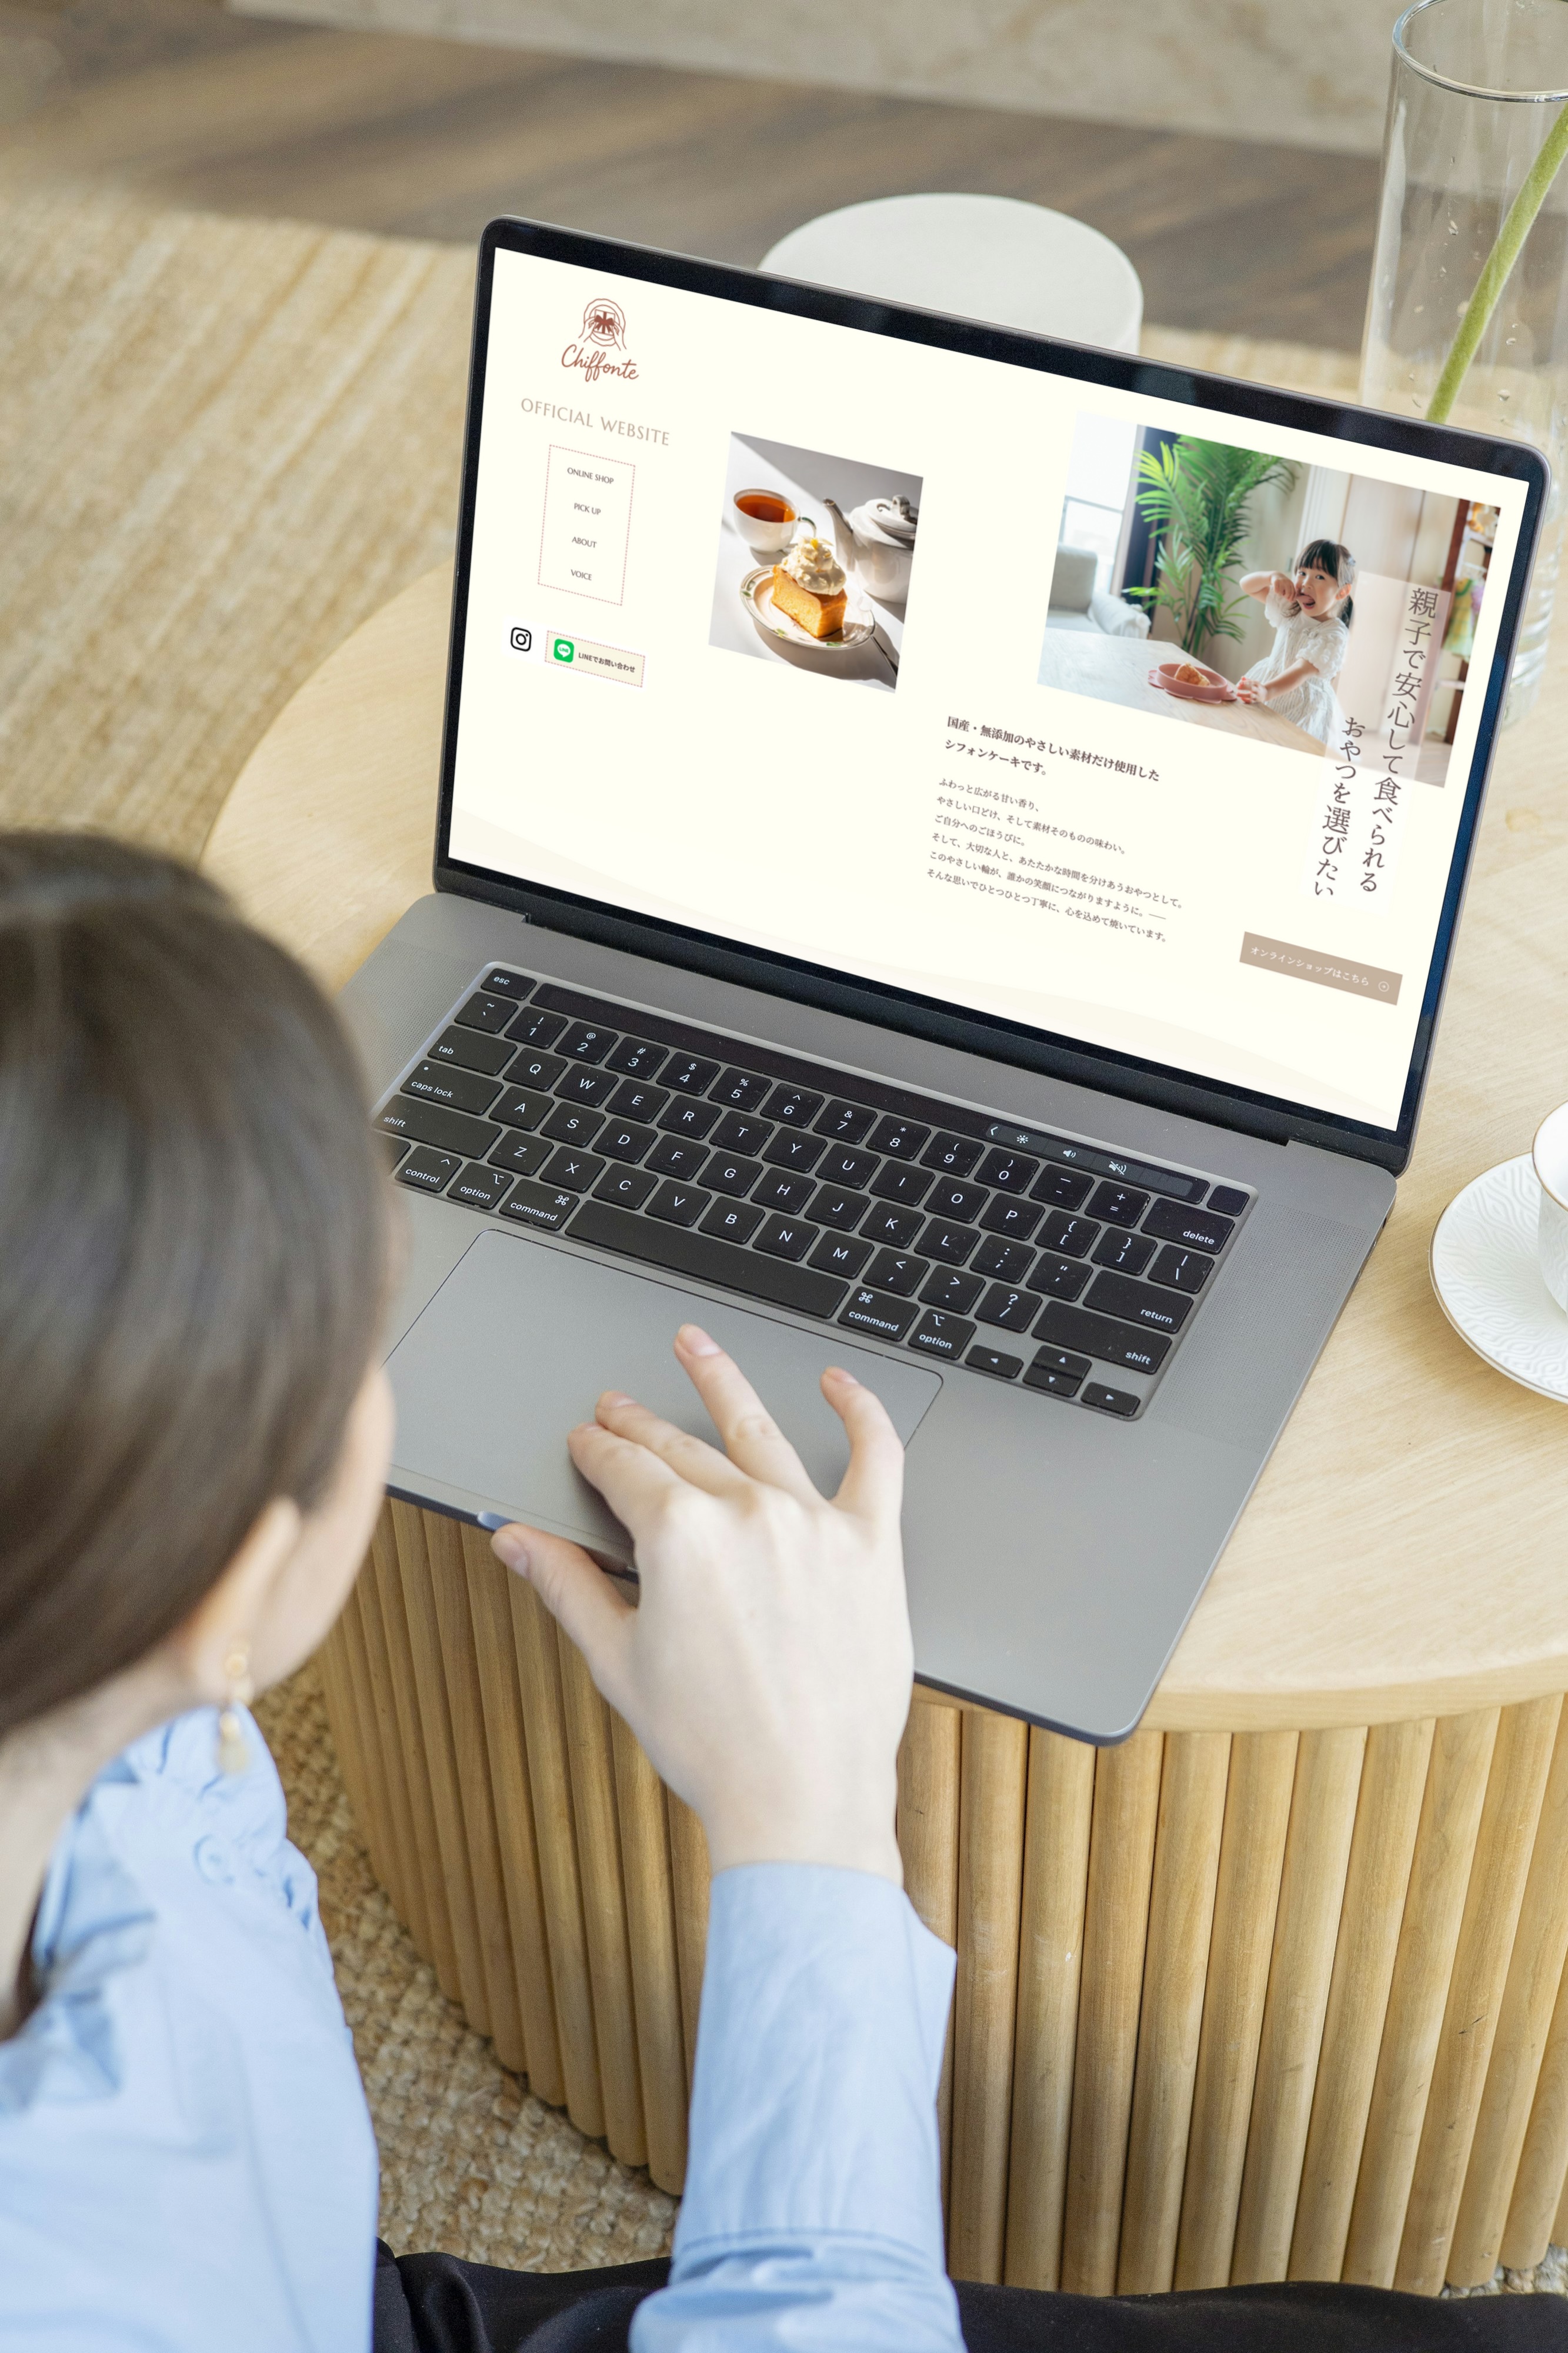 Chiffonte
OFFICIAL WEBSITE
ONLINE SHOP
PICK UP
ABOUT
VOICE
LINE
LINEでお問い合わせ
親子で安心して食べられる
おやつを選びたい
国産・無添加のやさしい素材だけ使用した
シフォンケーキです。
ふわっと広がる甘い香り、
やさしい口どけ、そして素材そのものの味わい。
ご自分へのごほうびに。
そして、大切な人と、あたたかな時間を分けあうおやつとして。
このやさしい輪が、誰かの笑顔につながりますように。——
そんな思いでひとつひとつ丁寧に、心を込めて焼いています。
オンラインショップはこちら
esc
~ ` ! 1 @ 2 # 3 $ 4 % 5 ^ 6 & 7 * 8 ( 9 ) 0 _ - + = delete
tab Q W E R T Y U I O P { [ } ] | \
caps lock A S D F G H J K L : ; " ' return
shift Z X C V B N M < , > . ? / shift
control option command command option